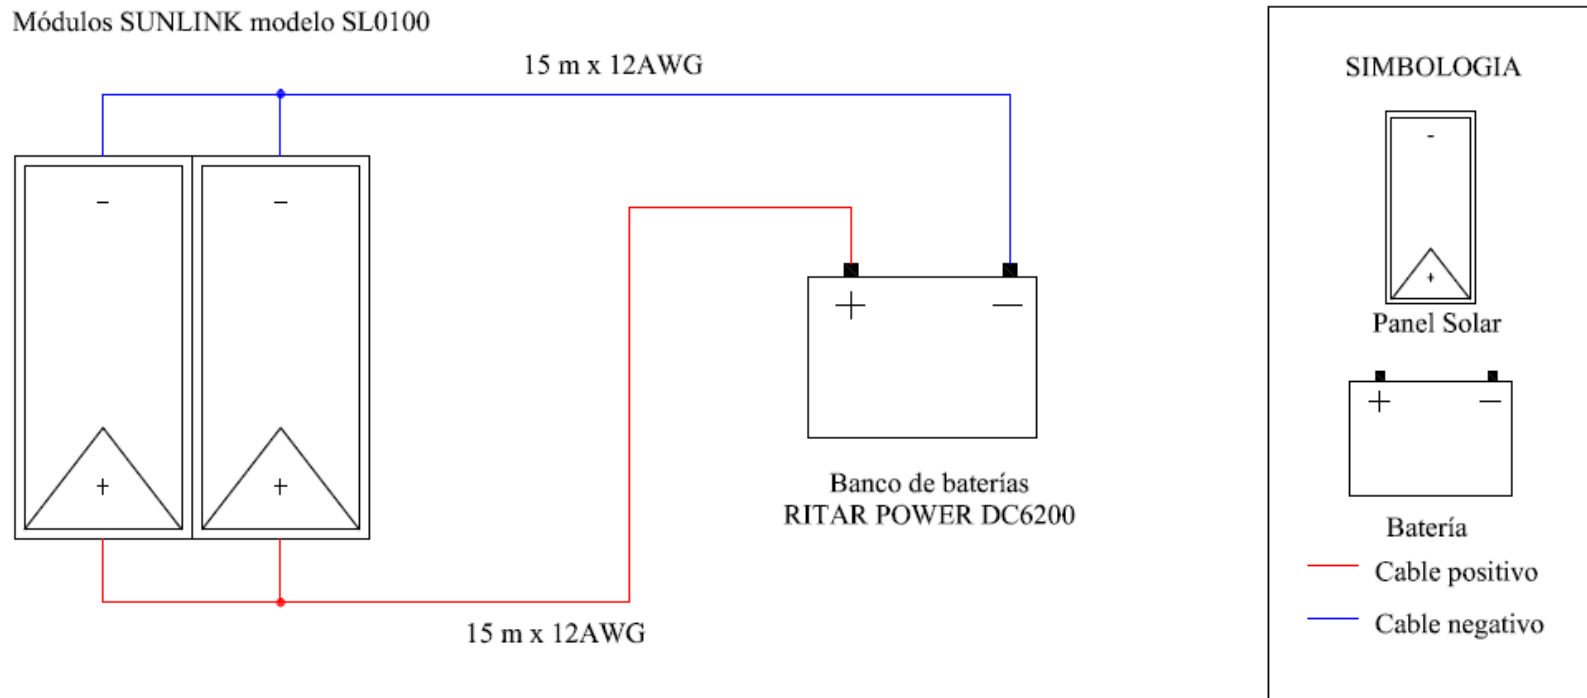 Módulos SUNLINK modelo SL0100
15 m x 12AWG
-
-
+
+
15 m x 12AWG
+
—
Banco de baterías
RITAR POWER DC6200
SIMBOLOGIA
-
+
Panel Solar
+
—
Batería
Cable positivo
Cable negativo